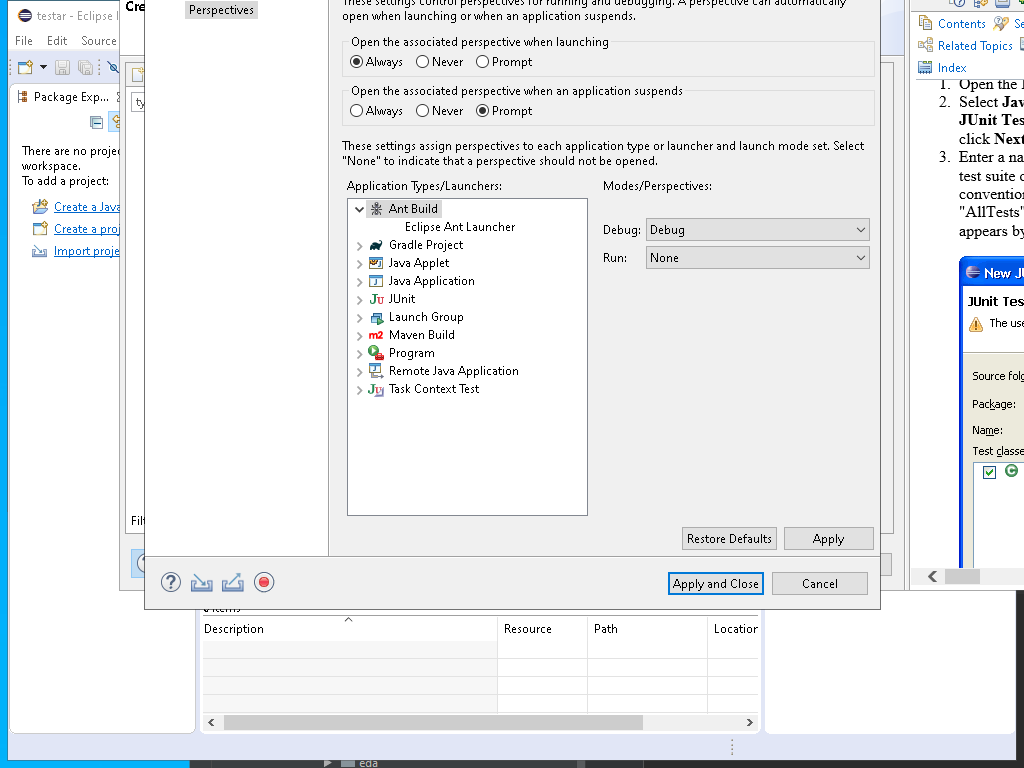 testar - Eclipse
File Edit Source
Package Exp...
There are no
workspace.
To add a project:
Create a Java
Create a
Import
Cre
Perspectives
These settings control perspectives for running and debugging. A perspective can automatically
open when launching or when an application suspends.
Open the associated perspective when launching
Always Never Prompt
Open the associated perspective when an application suspends
Always Never Prompt
These settings assign perspectives to each application type or launcher and launch mode set. Select
"None" to indicate that a perspective should not be opened.
Application Types/Launchers:
Ant Build
Eclipse Ant Launcher
Gradle Project
Java Applet
Java Application
JUnit
Launch Group
Maven Build
Program
Remote Java Application
Task Context Test
Modes/Perspectives:
Debug: Debug
Run: None
Restore Defaults Apply
Apply and Close Cancel
Description Resource Path Location
eda
Contents Se
Related Topics
Index
1. Open the
2. Select Jav
JUnit Tes
click Next
3. Enter a na
test suite
convention
"AllTests"
appears by
New JU
JUnit Tes
The use
Source fold
Package:
Name:
Test classe